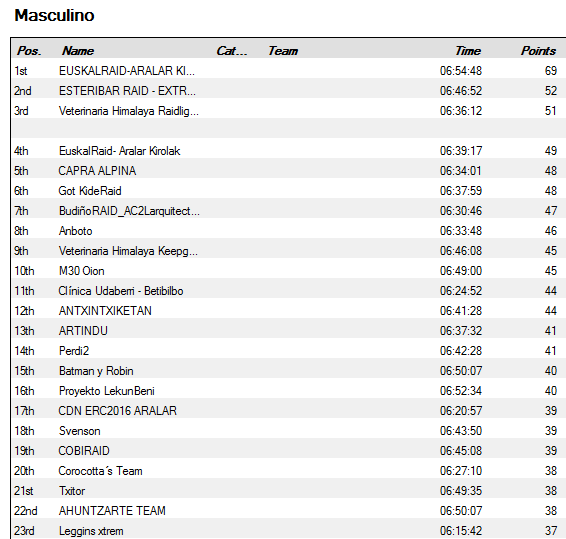 Masculino
Pos. Name Cat... Team Time Points
1st EUSKALRAID-ARALAR KI... 06:54:48 69
2nd ESTERIBAR RAID - EXTR... 06:46:52 52
3rd Veterinaria Himalaya Raidlig... 06:36:12 51
4th EuskalRaid- Aralar Kirolak 06:39:17 49
5th CAPRA ALPINA 06:34:01 48
6th Got KideRaid 06:37:59 48
7th BudiñoRAID_AC2Larquitect... 06:30:46 47
8th Anboto 06:33:48 46
9th Veterinaria Himalaya Keepg... 06:46:08 45
10th M30 Oion 06:49:00 45
11th Clínica Udaberri - Betibilbo 06:24:52 44
12th ANTXINTXIKETAN 06:41:28 44
13th ARTINDU 06:37:32 41
14th Perdi2 06:42:28 41
15th Batman y Robin 06:50:07 40
16th Proyekto LekunBeni 06:52:34 40
17th CDN ERC2016 ARALAR 06:20:57 39
18th Svenson 06:43:50 39
19th COBIRAID 06:45:08 39
20th Corocotta´s Team 06:27:10 38
21st Txitor 06:49:35 38
22nd AHUNTZARTE TEAM 06:50:07 38
23rd Leggins xtrem 06:15:42 37